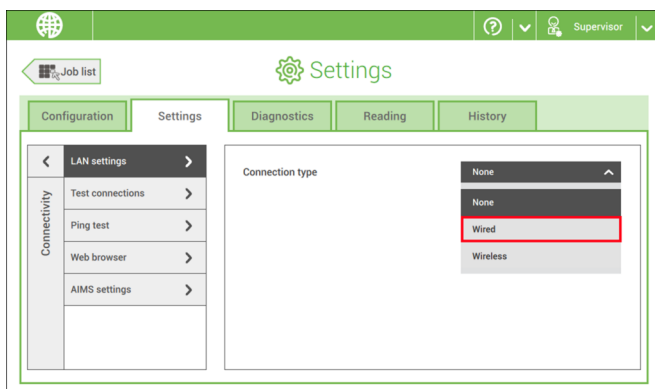 Supervisor
Job list
Settings
Configuration
Settings
Diagnostics
Reading
History
Connectivity
LAN settings
Test connections
Ping test
Web browser
AIMS settings
Connection type
None
None
Wired
Wireless